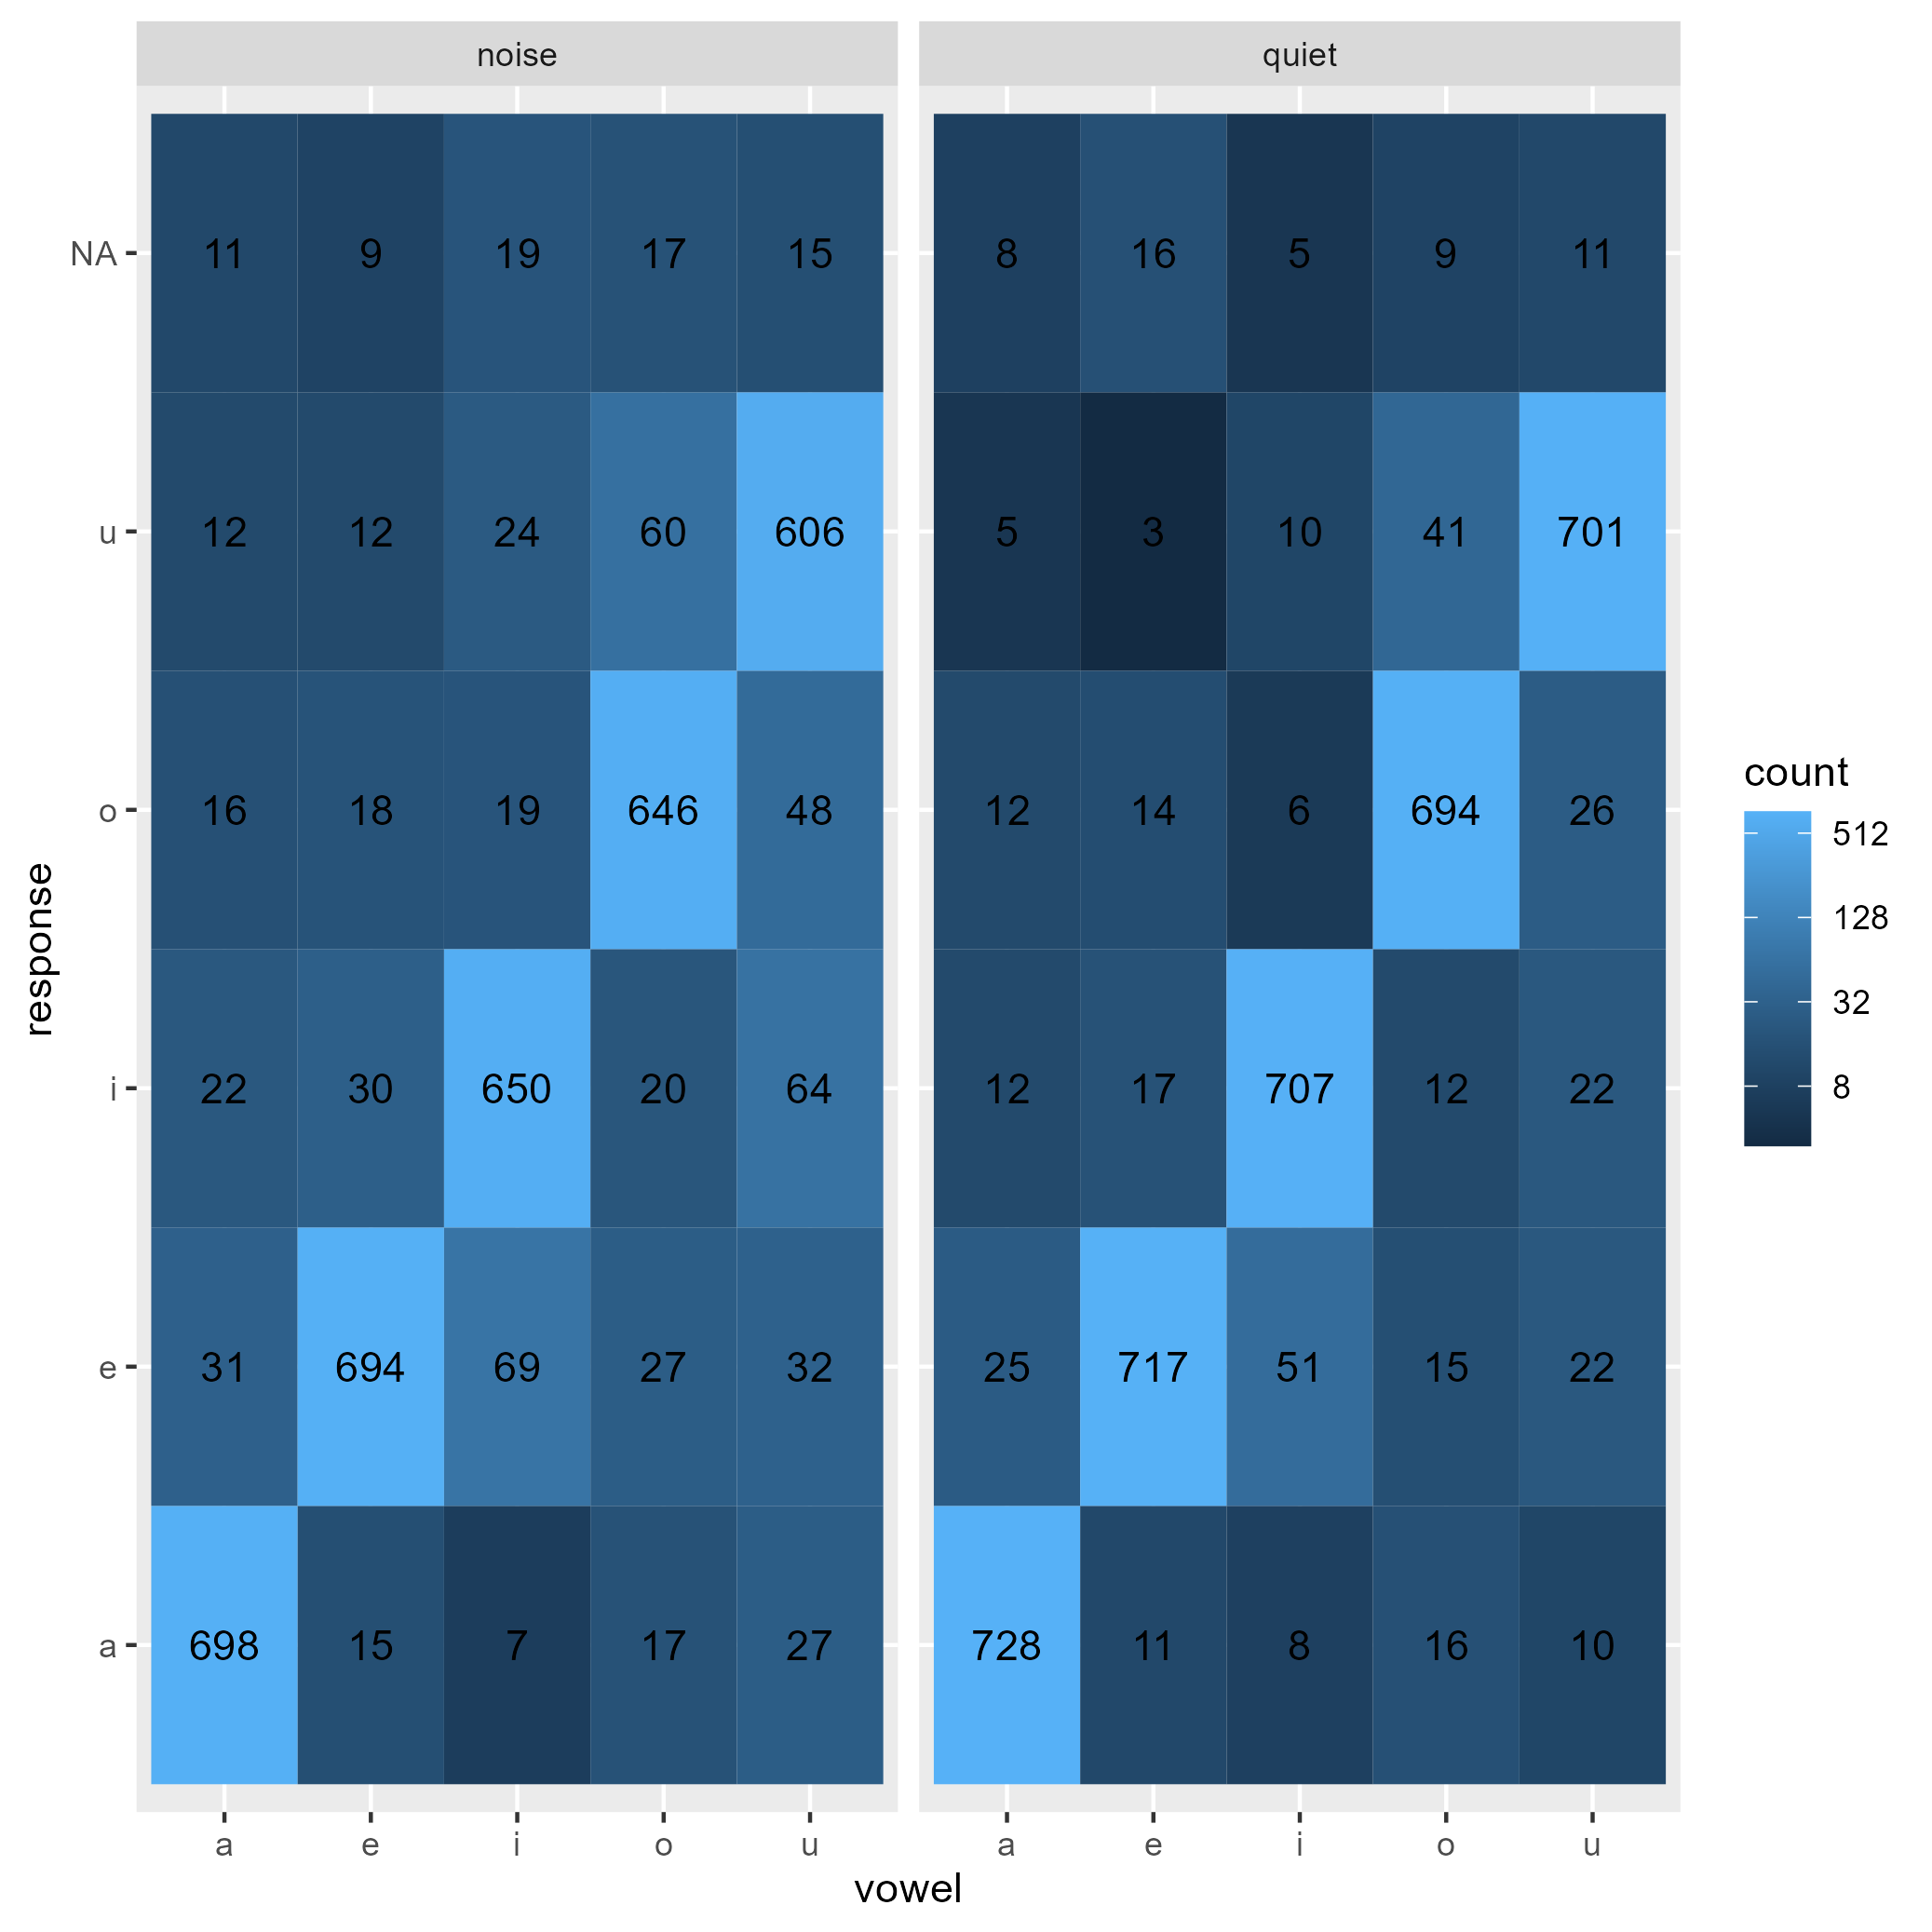 noise quiet
NA 11 9 19 17 15 8 16 5 9 11
u 12 12 24 60 606 5 3 10 41 701
o 16 18 19 646 48 12 14 6 694 26
i 22 30 650 20 64 12 17 707 12 22
e 31 694 69 27 32 25 717 51 15 22
a 698 15 7 17 27 728 11 8 16 10
a e i o u a e i o u
vowel
response
count
512
128
32
8